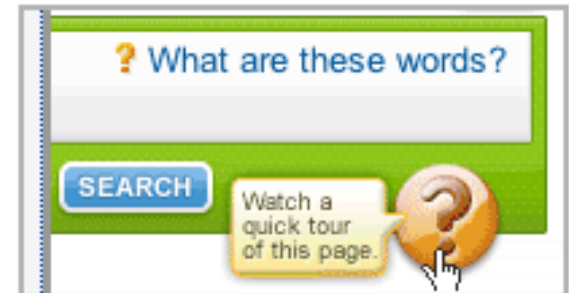 ? What are these words?
SEARCH
Watch a
quick tour
of this page.
?